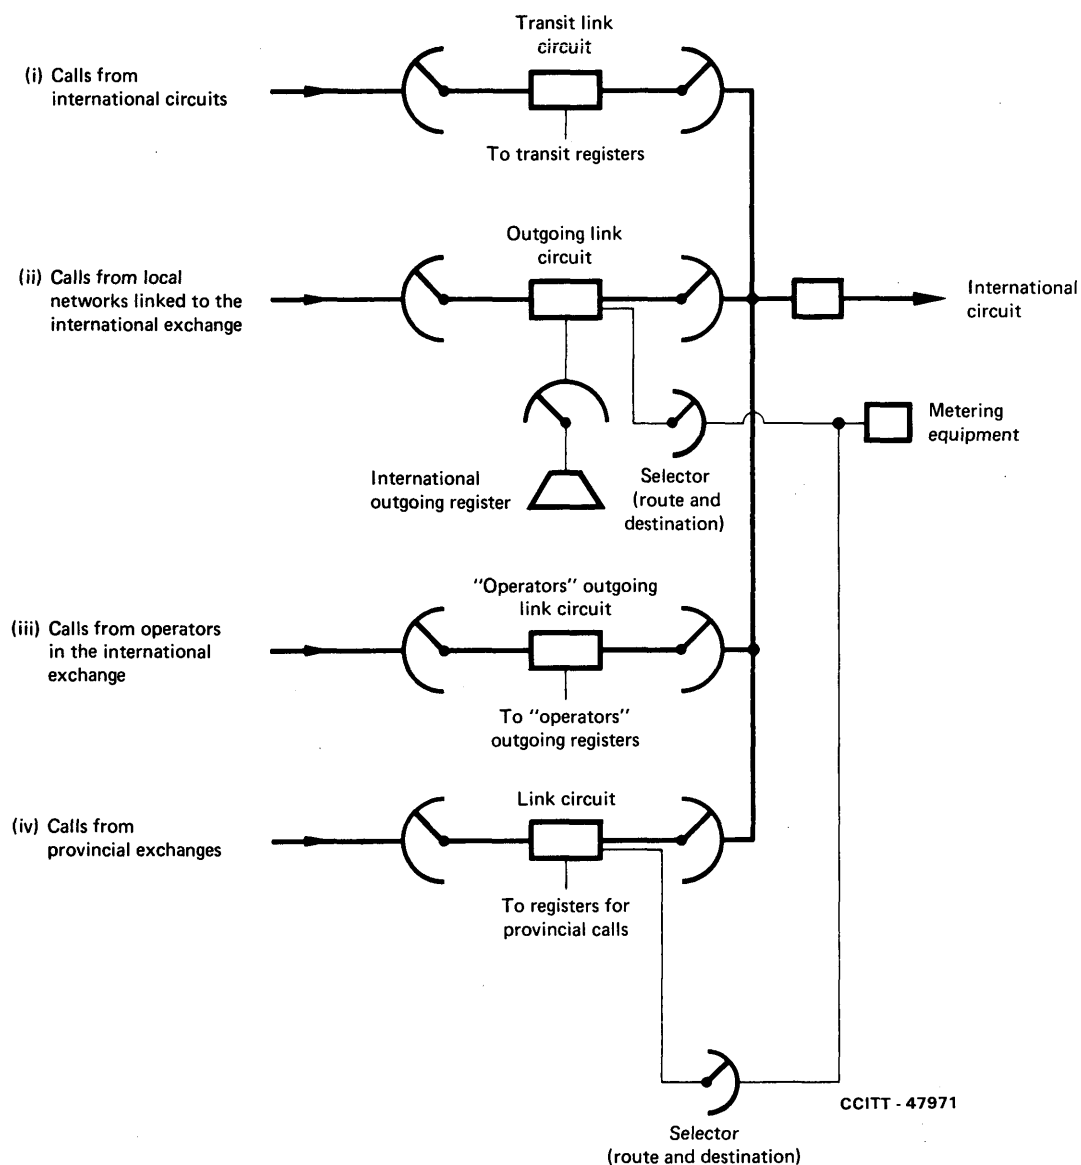 Transit link
circuit
(i) Calls from
international circuits
To transit registers
Outgoing link
circuit
(ii) Calls from local
networks linked to the
international exchange
International
circuit
Metering
equipment
International
outgoing register
Selector
(route and
destination)
"Operators" outgoing
link circuit
(iii) Calls from operators
in the international
exchange
To "operators"
outgoing registers
Link circuit
(iv) Calls from
provincial exchanges
To registers for
provincial calls
CCITT - 47971
Selector
(route and destination)